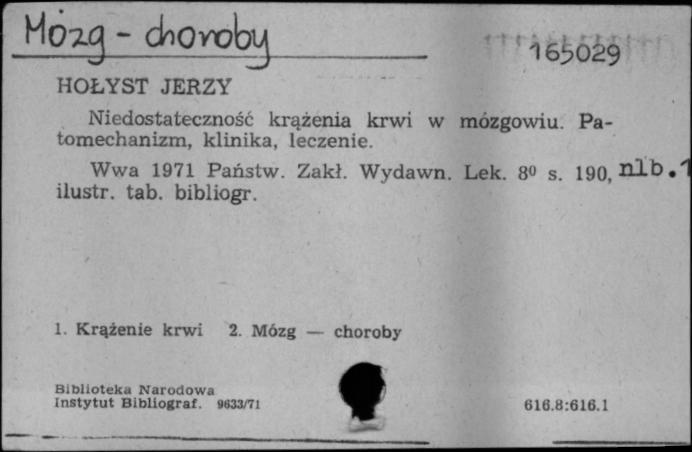 Mózg - choroby
165029
HOŁYST JERZY
Niedostateczność krążenia krwi w mózgowiu. Pa-
tomechanizm, klinika, leczenie.
Wwa 1971 Państw. Zakł. Wydawn. Lek. 8⁰ s. 190, nlb. 1
ilustr. tab. bibliogr.
1. Krążenie krwi 2. Mózg — choroby
Biblioteka Narodowa
Instytut Bibliograf. 9633/71
616.8:616.1